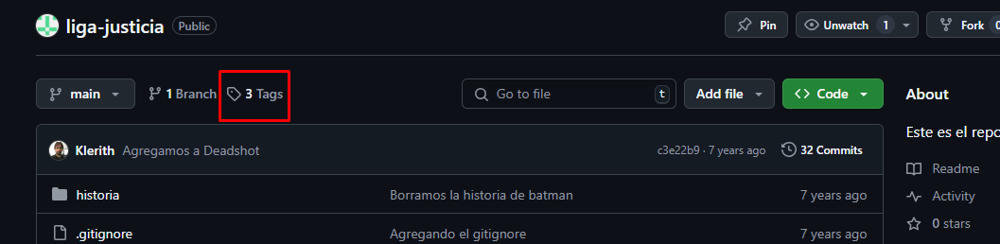 liga-justicia Public Pin Unwatch 1 Fork 0
main 1 Branch 3 Tags Go to file t Add file <> Code About
Klerith Agregamos a Deadshot c3e22b9 · 7 years ago 32 Commits Este es el repo
historia Borramos la historia de batman 7 years ago Readme
Activity
.gitignore Agregando el gitignore 7 years ago 0 stars